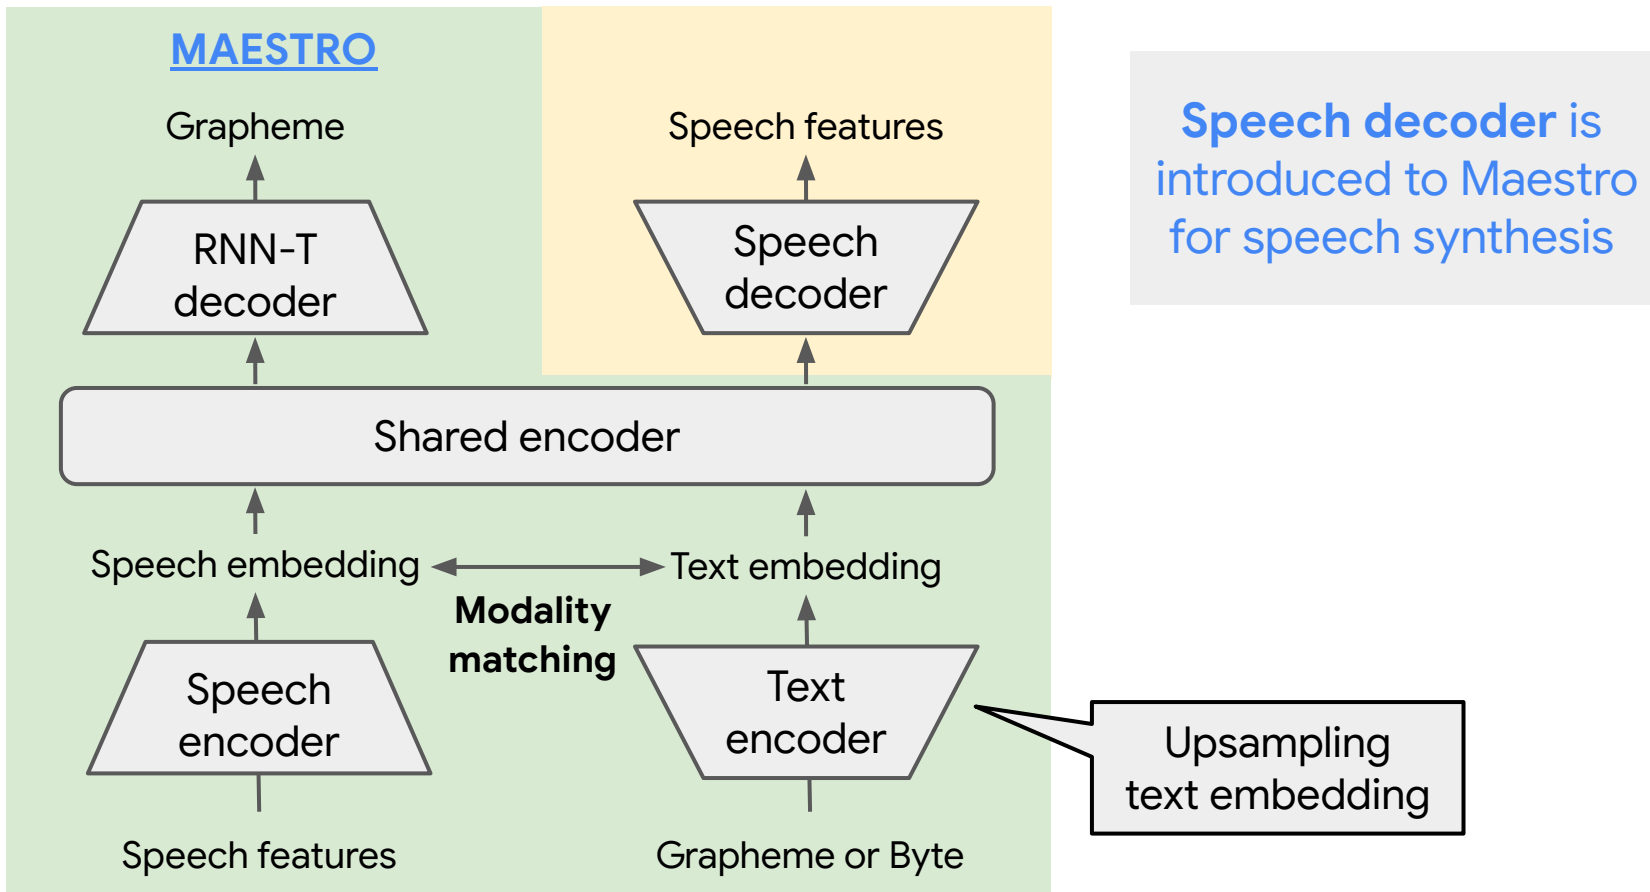 MAESTRO
Grapheme
Speech features
RNN-T
decoder
Speech
decoder
Shared encoder
Speech embedding
Text embedding
Modality
matching
Speech
encoder
Text
encoder
Speech features
Grapheme or Byte
Speech decoder is
introduced to Maestro
for speech synthesis
Upsampling
text embedding